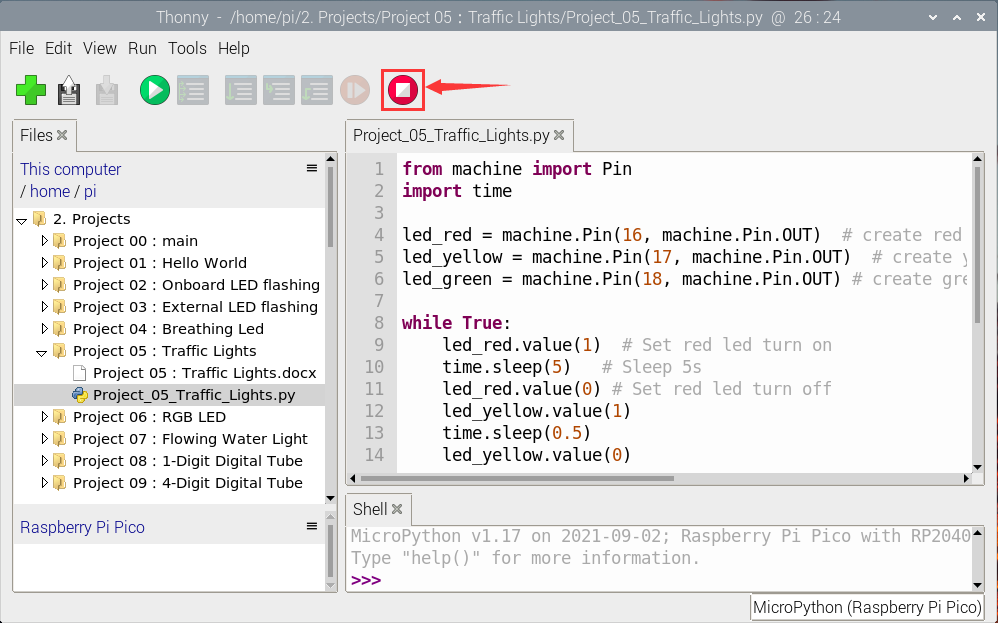 Thonny - /home/pi/2. Projects/Project 05 : Traffic Lights/Project_05_Traffic_Lights.py @ 26 : 24
File Edit View Run Tools Help
Files
This computer
/ home / pi
2. Projects
Project 00 : main
Project 01 : Hello World
Project 02 : Onboard LED flashing
Project 03 : External LED flashing
Project 04 : Breathing Led
Project 05 : Traffic Lights
Project 05 : Traffic Lights.docx
Project_05_Traffic_Lights.py
Project 06 : RGB LED
Project 07 : Flowing Water Light
Project 08 : 1-Digit Digital Tube
Project 09 : 4-Digit Digital Tube
Raspberry Pi Pico
Project_05_Traffic_Lights.py
1 from machine import Pin
2 import time
3
4 led_red = machine.Pin(16, machine.Pin.OUT)  # create red
5 led_yellow = machine.Pin(17, machine.Pin.OUT)  # create y
6 led_green = machine.Pin(18, machine.Pin.OUT) # create gre
7
8 while True:
9     led_red.value(1)  # Set red led turn on
10     time.sleep(5)   # Sleep 5s
11     led_red.value(0) # Set red led turn off
12     led_yellow.value(1)
13     time.sleep(0.5)
14     led_yellow.value(0)
Shell
MicroPython v1.17 on 2021-09-02; Raspberry Pi Pico with RP2040
Type "help()" for more information.
>>>
MicroPython (Raspberry Pi Pico)